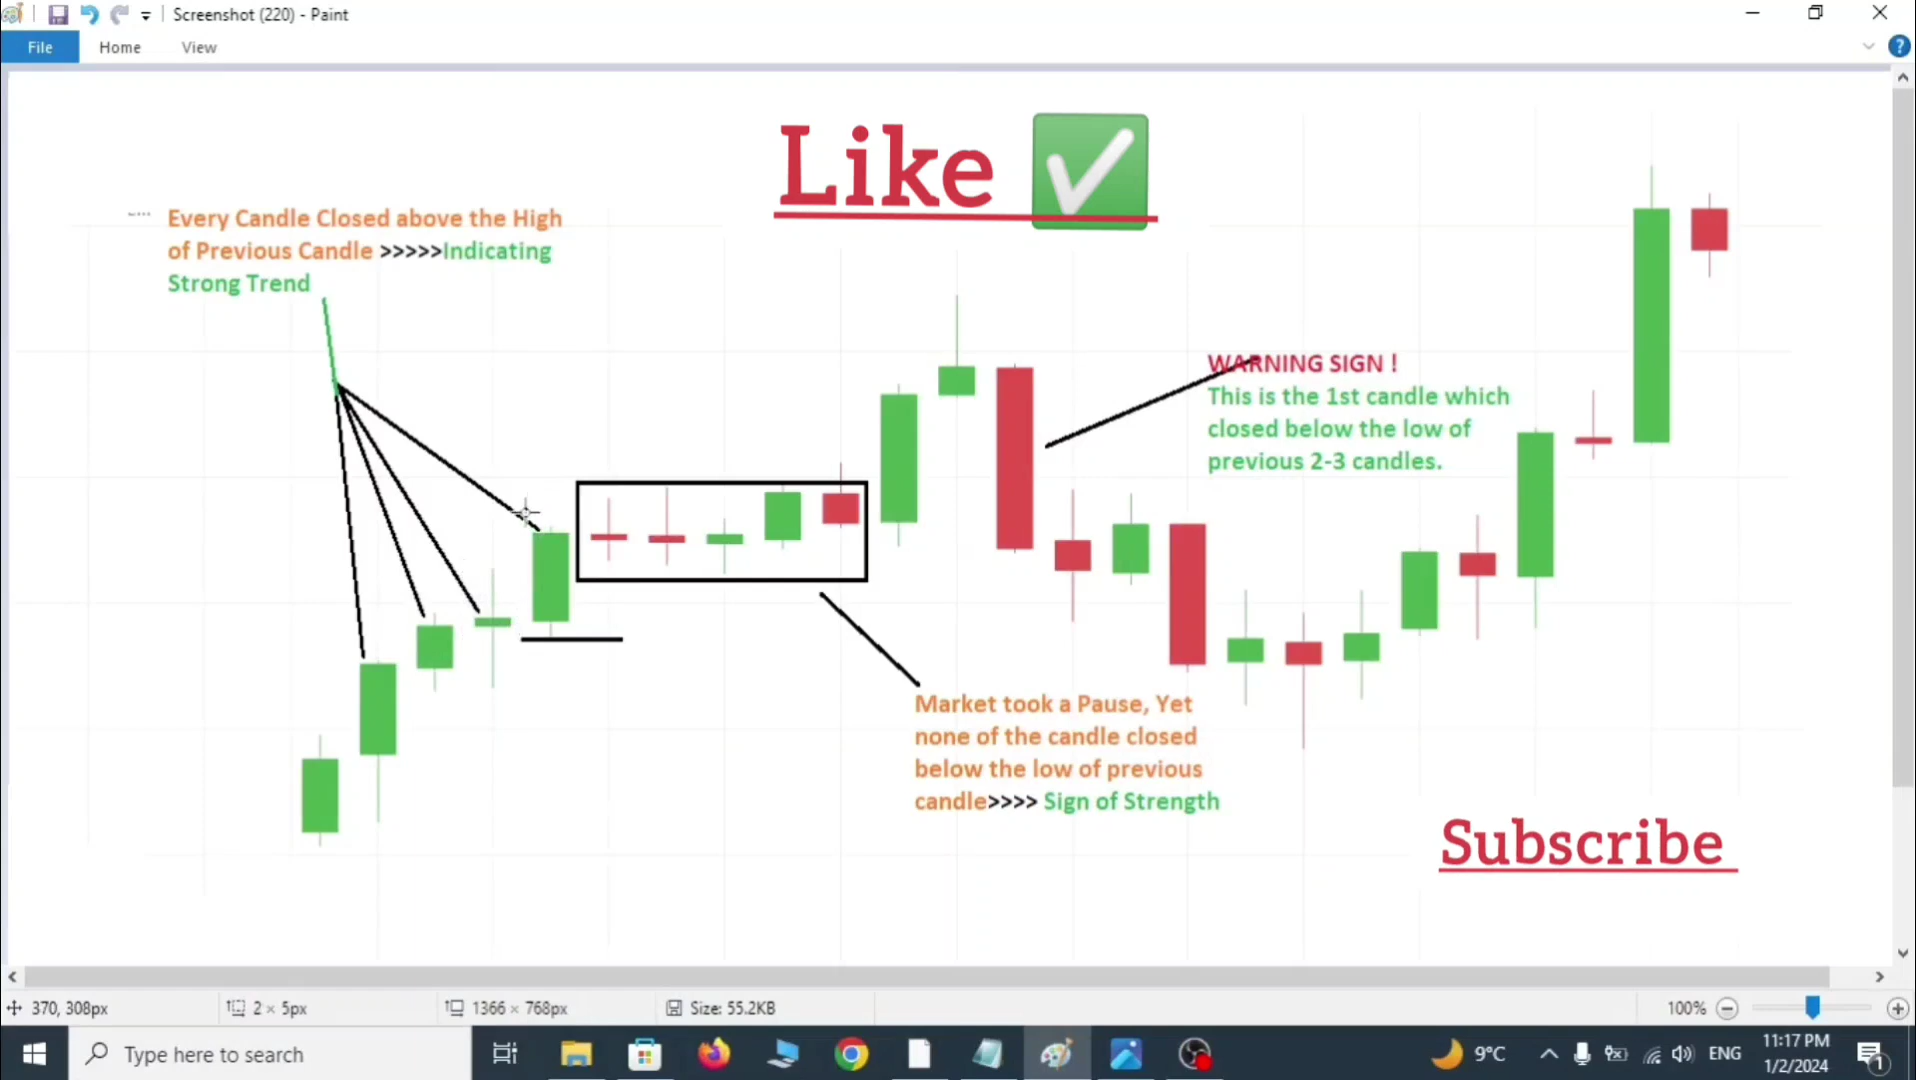 Screenshot (220) - Paint
File Home View
Like
Every Candle Closed above the High
of Previous Candle >>>>>Indicating
Strong Trend
WARNING SIGN !
This is the 1st candle which
closed below the low of
previous 2-3 candles.
Market took a Pause, Yet
none of the candle closed
below the low of previous
candle>>>> Sign of Strength
Subscribe
370, 308px 2 × 5px 1366 × 768px Size: 55.2KB 100%
Type here to search
9°C ENG 11:17 PM
1/2/2024 1